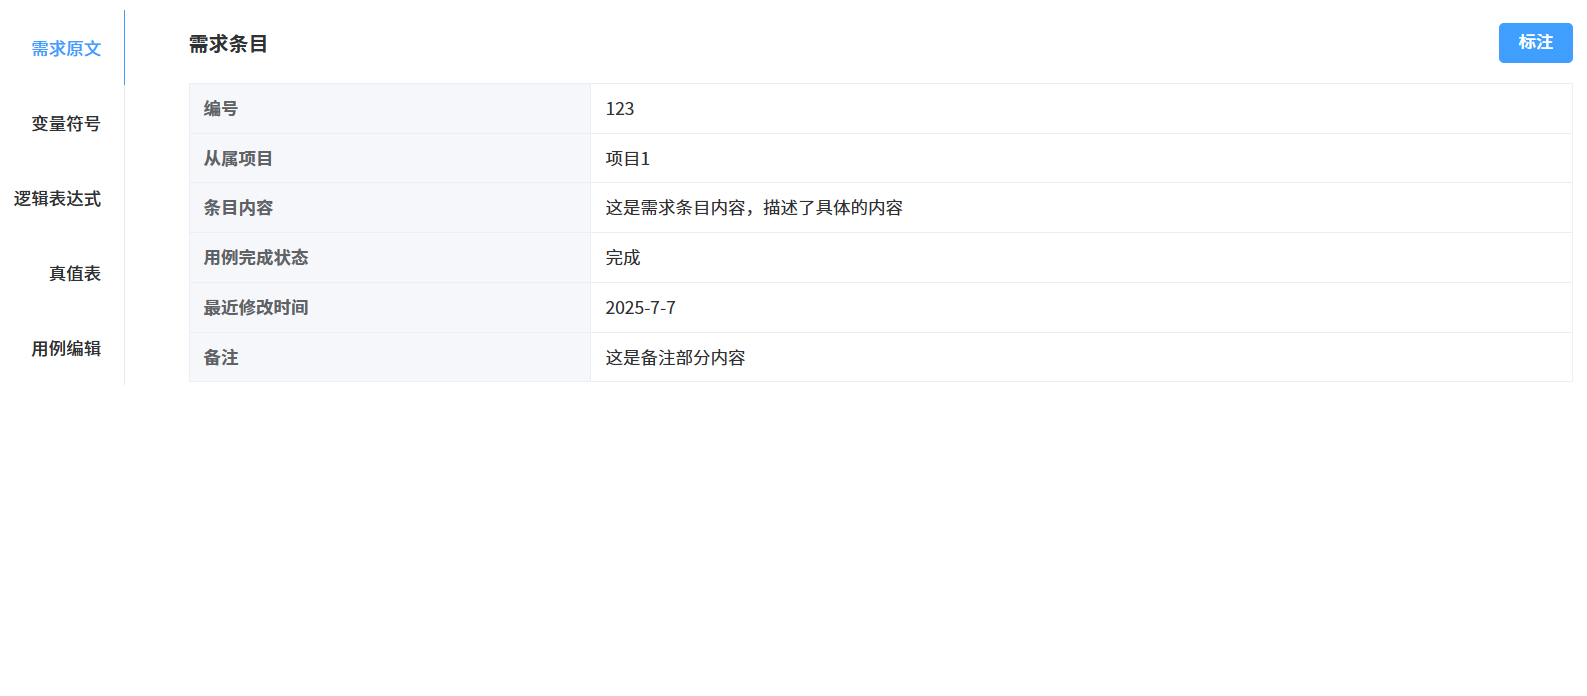 需求原文
变量符号
逻辑表达式
真值表
用例编辑
需求条目
标注
编号 123
从属项目 项目1
条目内容 这是需求条目内容，描述了具体的内容
用例完成状态 完成
最近修改时间 2025-7-7
备注 这是备注部分内容